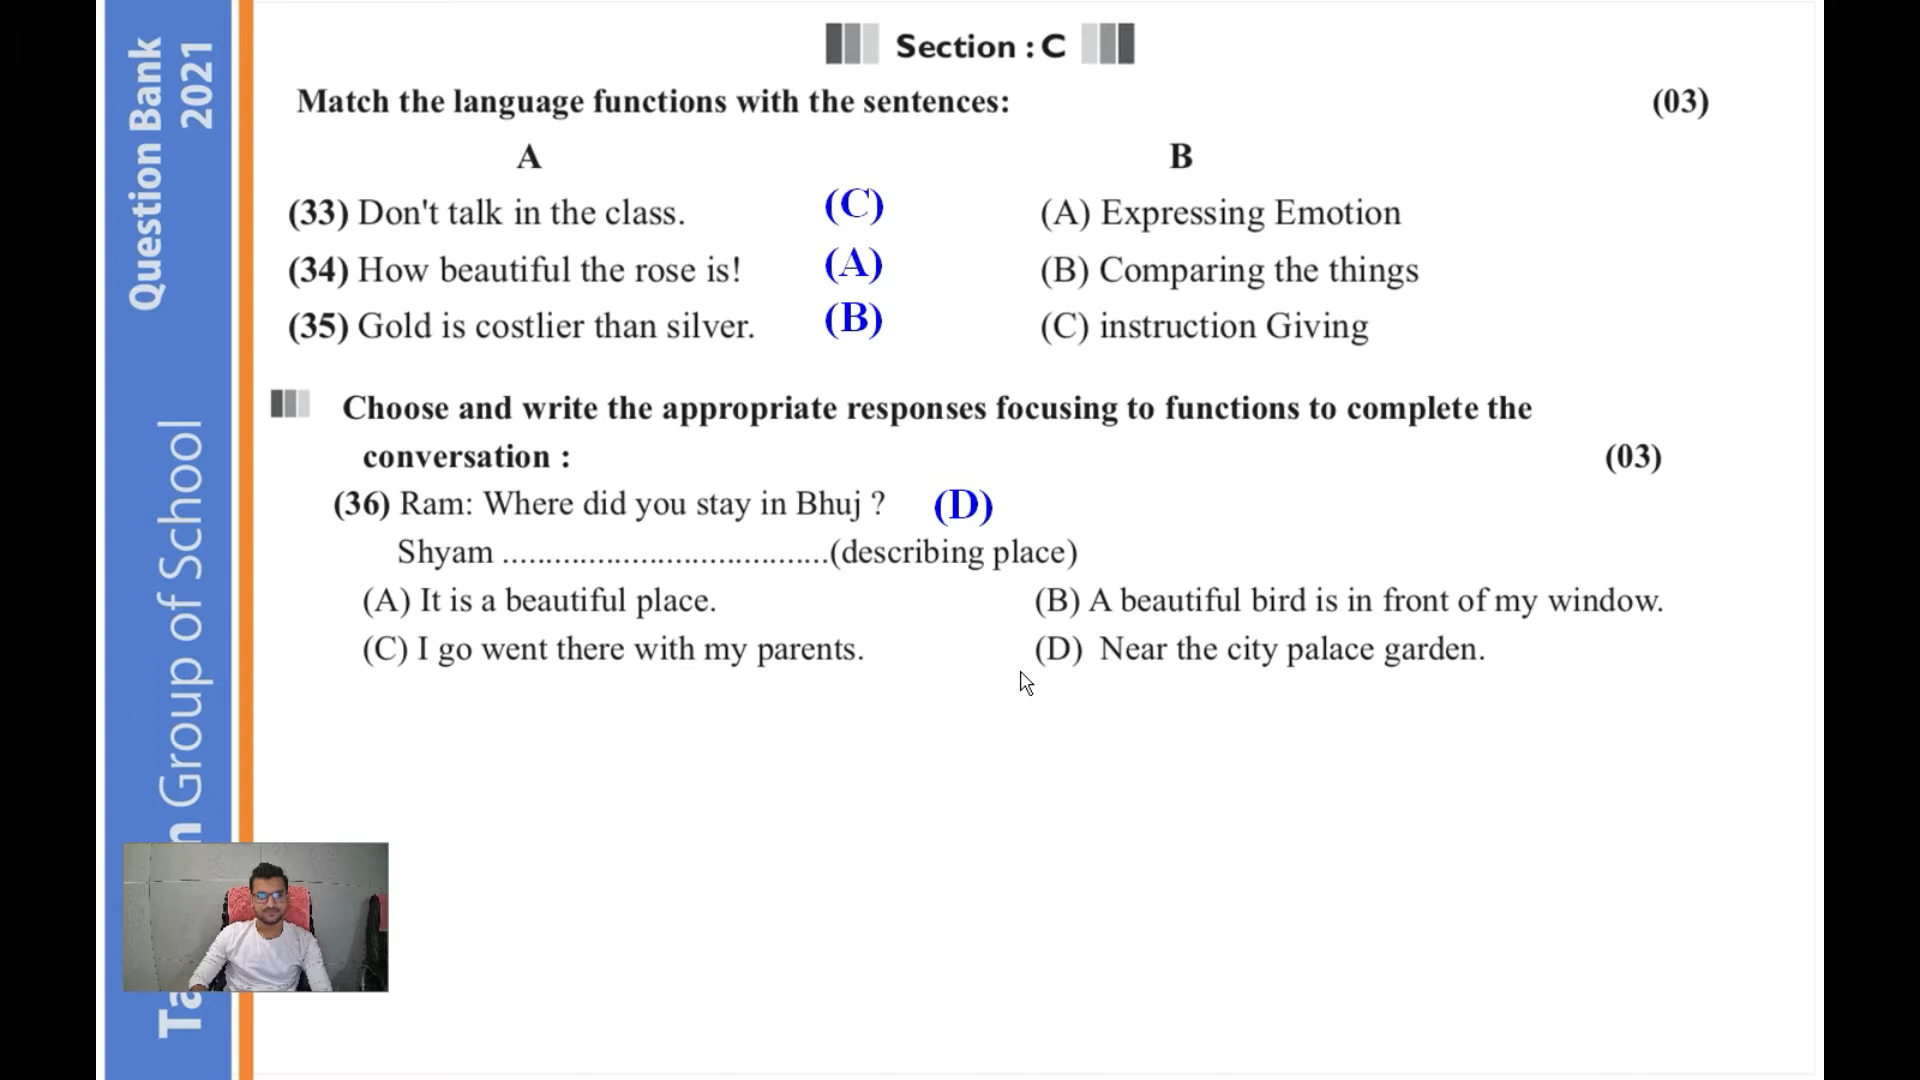 Question Bank
2021
Group of School
Section : C
Match the language functions with the sentences: (03)
A B
(33) Don't talk in the class. (C) (A) Expressing Emotion
(34) How beautiful the rose is! (A) (B) Comparing the things
(35) Gold is costlier than silver. (B) (C) instruction Giving
Choose and write the appropriate responses focusing to functions to complete the
conversation : (03)
(36) Ram: Where did you stay in Bhuj ? (D)
Shyam ......................................(describing place)
(A) It is a beautiful place. (B) A beautiful bird is in front of my window.
(C) I go went there with my parents. (D) Near the city palace garden.